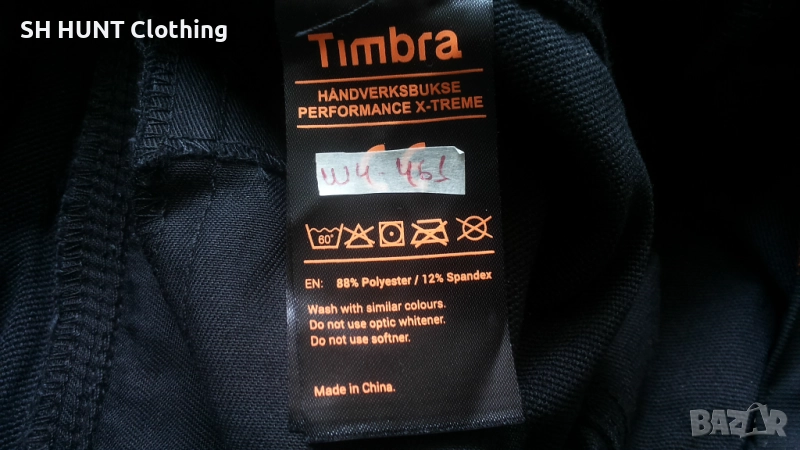 SH HUNT Clothing
Timbra
HÅNDVERKSBUKSE
PERFORMANCE X-TREME
W4-461
60°
EN: 88% Polyester / 12% Spandex
Wash with similar colours.
Do not use optic whitener.
Do not use softner.
Made in China.
BAZAR